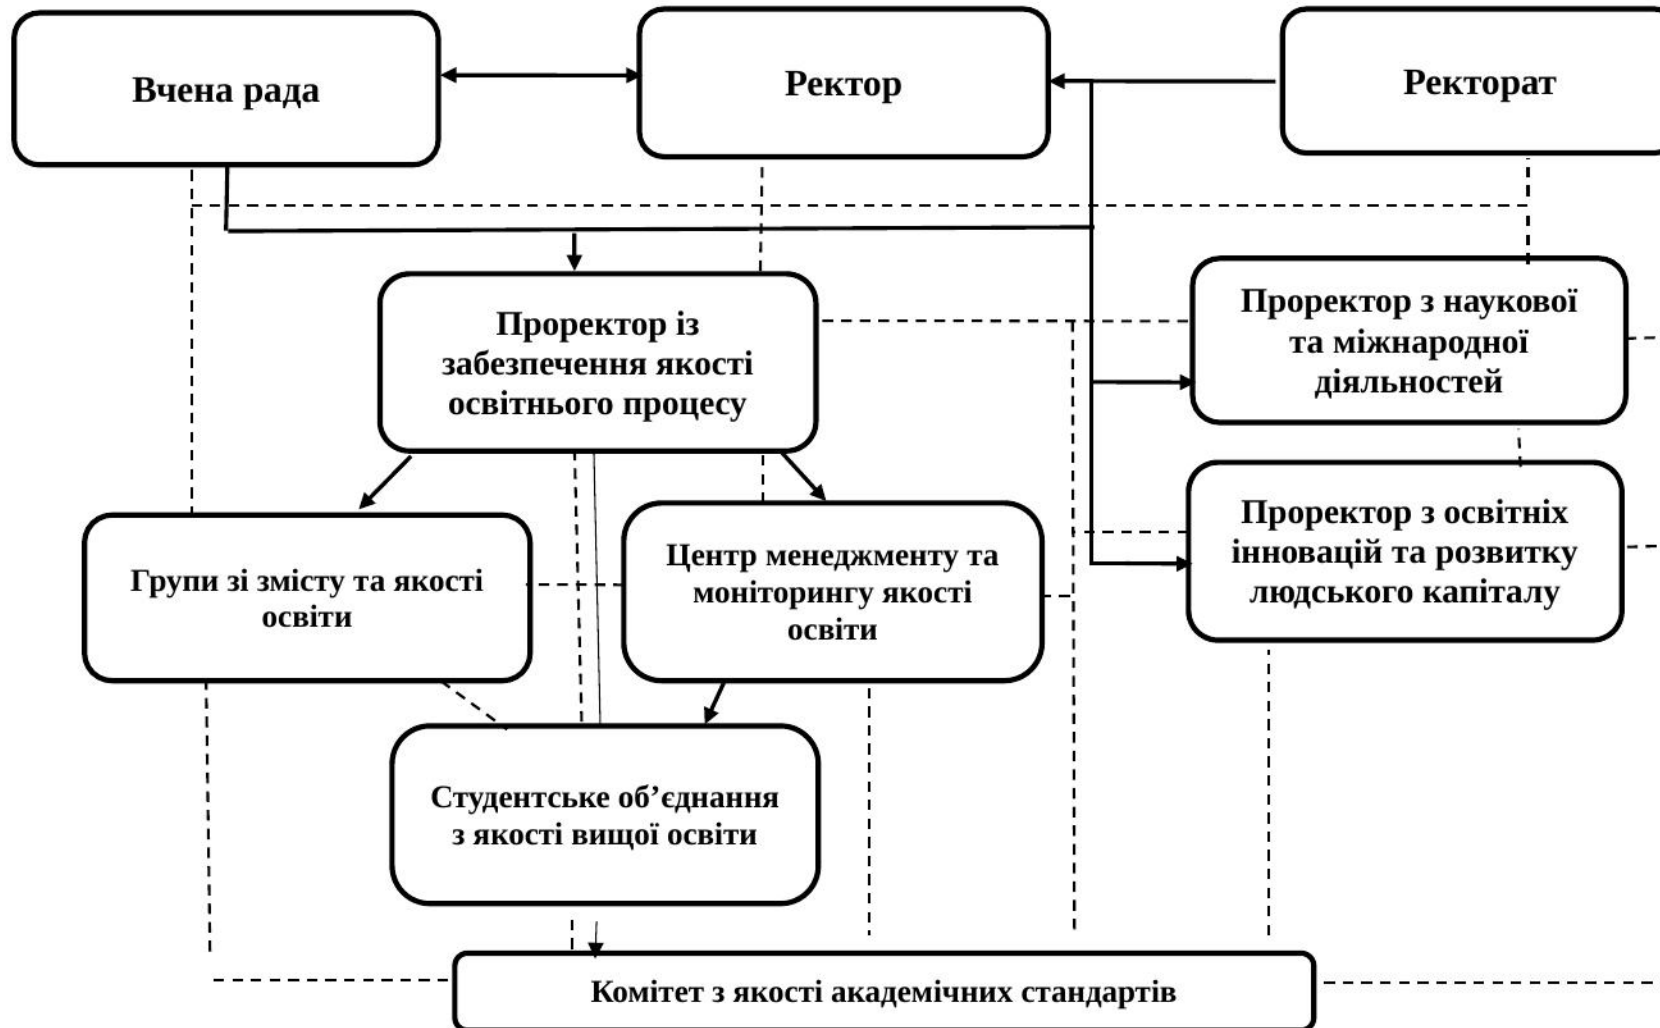 Вчена рада
Ректор
Ректорат
Проректор із
забезпечення якості
освітнього процесу
Проректор з наукової
та міжнародної
діяльностей
Групи зі змісту та якості
освіти
Центр менеджменту та
моніторингу якості
освіти
Проректор з освітніх
інновацій та розвитку
людського капіталу
Студентське об’єднання
з якості вищої освіти
Комітет з якості академічних стандартів